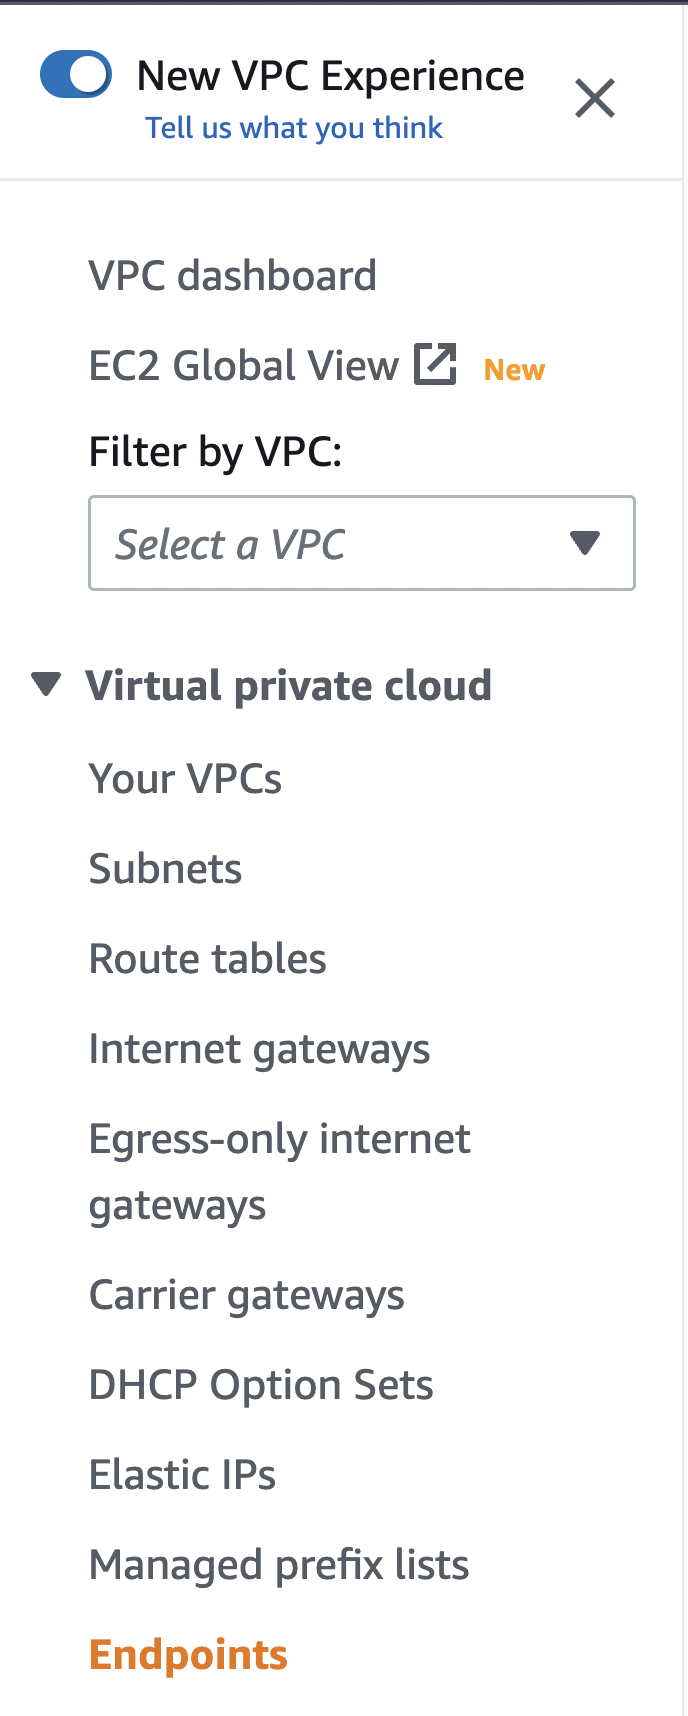 New VPC Experience
Tell us what you think
VPC dashboard
EC2 Global View New
Filter by VPC:
Select a VPC
Virtual private cloud
Your VPCs
Subnets
Route tables
Internet gateways
Egress-only internet
gateways
Carrier gateways
DHCP Option Sets
Elastic IPs
Managed prefix lists
Endpoints